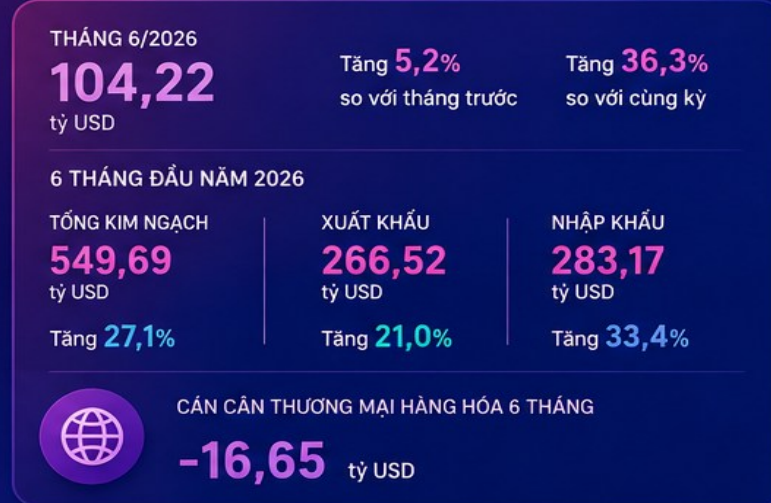 THÁNG 6/2026
104,22
tỷ USD
Tăng 5,2%
so với tháng trước
Tăng 36,3%
so với cùng kỳ
6 THÁNG ĐẦU NĂM 2026
TỔNG KIM NGẠCH
549,69
tỷ USD
Tăng 27,1%
XUẤT KHẨU
266,52
tỷ USD
Tăng 21,0%
NHẬP KHẨU
283,17
tỷ USD
Tăng 33,4%
CÁN CÂN THƯƠNG MẠI HÀNG HÓA 6 THÁNG
-16,65 tỷ USD